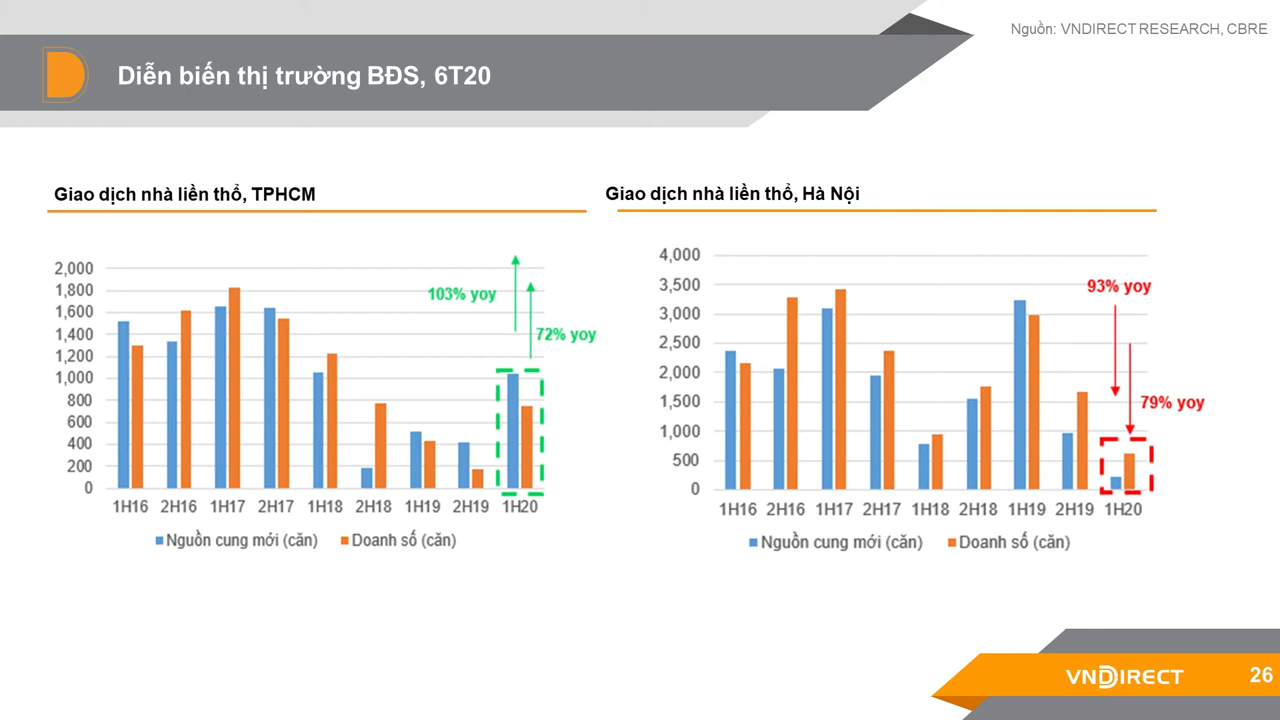 Nguồn: VNDIRECT RESEARCH, CBRE
Diễn biến thị trường BĐS, 6T20
Giao dịch nhà liền thổ, TPHCM
2,000
1,800
1,600
1,400
1,200
1,000
800
600
400
200
0
103% yoy
72% yoy
1H16 2H16 1H17 2H17 1H18 2H18 1H19 2H19 1H20
Nguồn cung mới (căn) Doanh số (căn)
Giao dịch nhà liền thổ, Hà Nội
4,000
3,500
3,000
2,500
2,000
1,500
1,000
500
0
93% yoy
79% yoy
1H16 2H16 1H17 2H17 1H18 2H18 1H19 2H19 1H20
Nguồn cung mới (căn) Doanh số (căn)
VNDIRECT
26